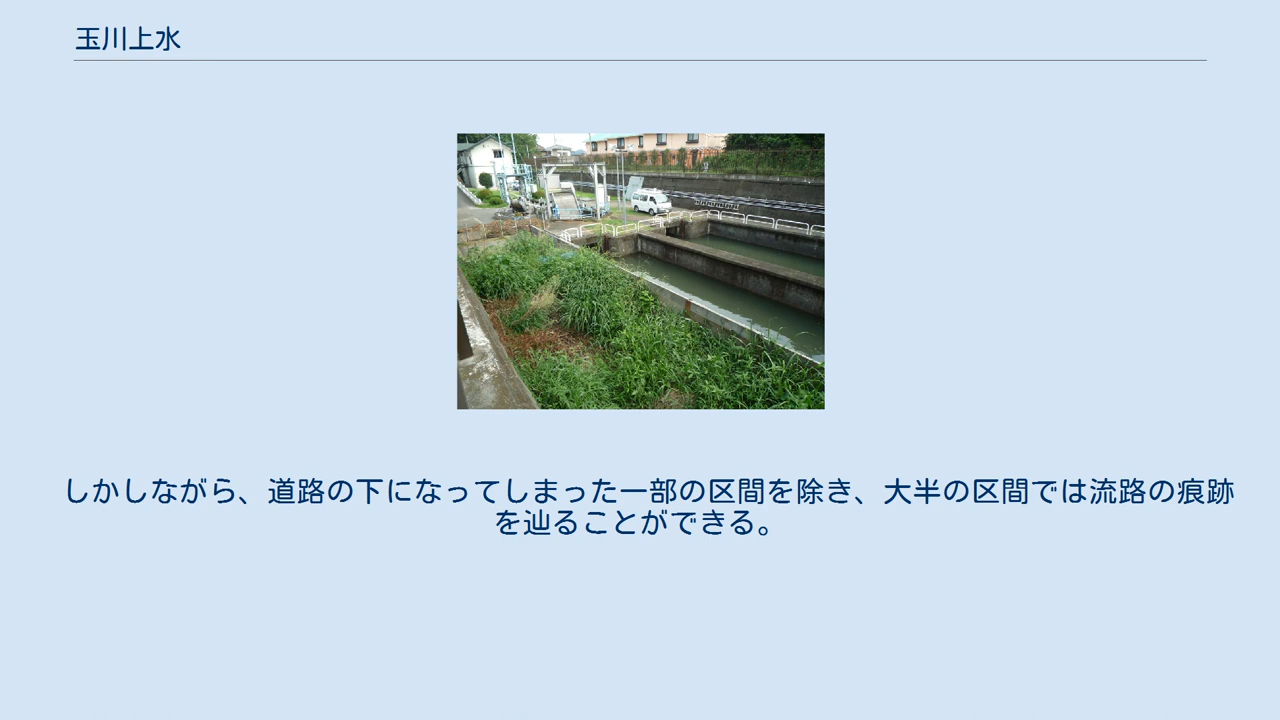 玉川上水
しかしながら、道路の下になってしまった一部の区間を除き、大半の区間では流路の痕跡
を辿ることができる。